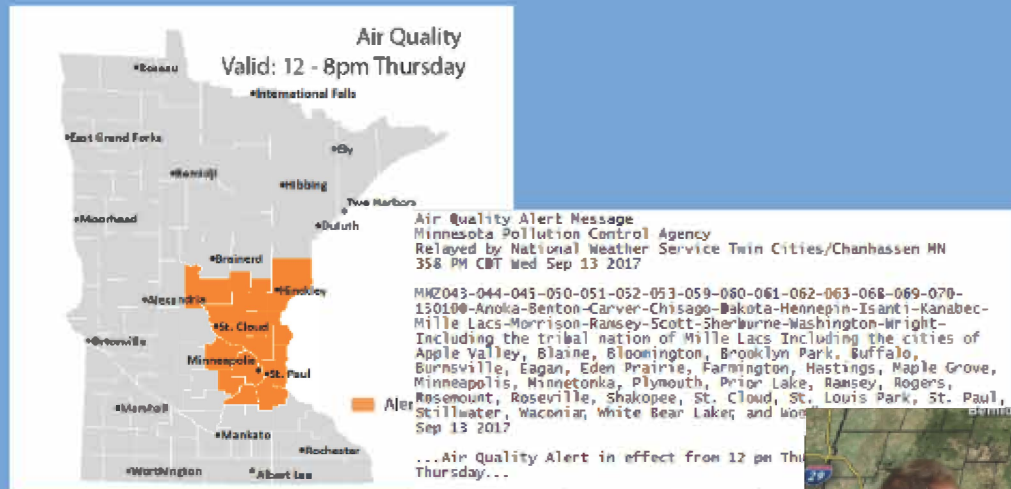 Air Quality
Valid: 12 - 8pm Thursday
Roseau
International Falls
East Grand Forks
Ely
Bemidji
Hibbing
Two Harbors
Moorhead
Duluth
Brainerd
Hinckley
Alexandria
St. Cloud
Ortonville
Minneapolis
St. Paul
Aler
Marshall
Mankato
Rochester
Worthington
Albert Lea
Air Quality Alert Message
Minnesota Pollution Control Agency
Relayed by National Weather Service Twin Cities/Chanhassen MN
358 PM CDT Wed Sep 13 2017
MNZ043-044-045-050-051-052-053-059-060-061-062-063-068-069-070-
130100-Anoka-Benton-Carver-Chisago-Dakota-Hennepin-Isanti-Kanabec-
Mille Lacs-Morrison-Ramsey-Scott-Sherburne-Washington-Wright-
Including the tribal nation of Mille Lacs Including the cities of
Apple Valley, Blaine, Bloomington, Brooklyn Park, Buffalo,
Burnsville, Eagan, Eden Prairie, Farmington, Hastings, Maple Grove,
Minneapolis, Minnetonka, Plymouth, Prior Lake, Ramsey, Rogers,
Rosemount, Roseville, Shakopee, St. Cloud, St. Louis Park, St. Paul,
Stillwater, Waconia, White Bear Lake, and
Sep 13 2017
...Air Quality Alert in effect from 12 pm Thu
Thursday...
29